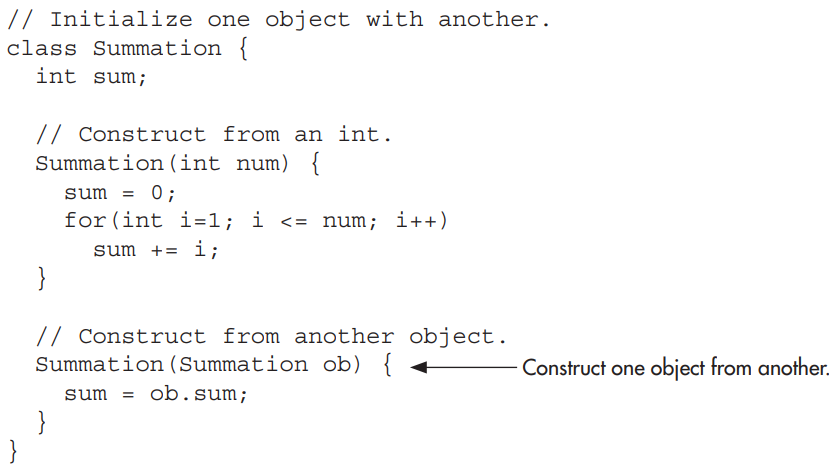 // Initialize one object with another.
class Summation {
  int sum;

  // Construct from an int.
  Summation(int num) {
    sum = 0;
    for(int i=1; i <= num; i++)
      sum += i;
  }

  // Construct from another object.
  Summation(Summation ob) { Construct one object from another.
    sum = ob.sum;
  }
}